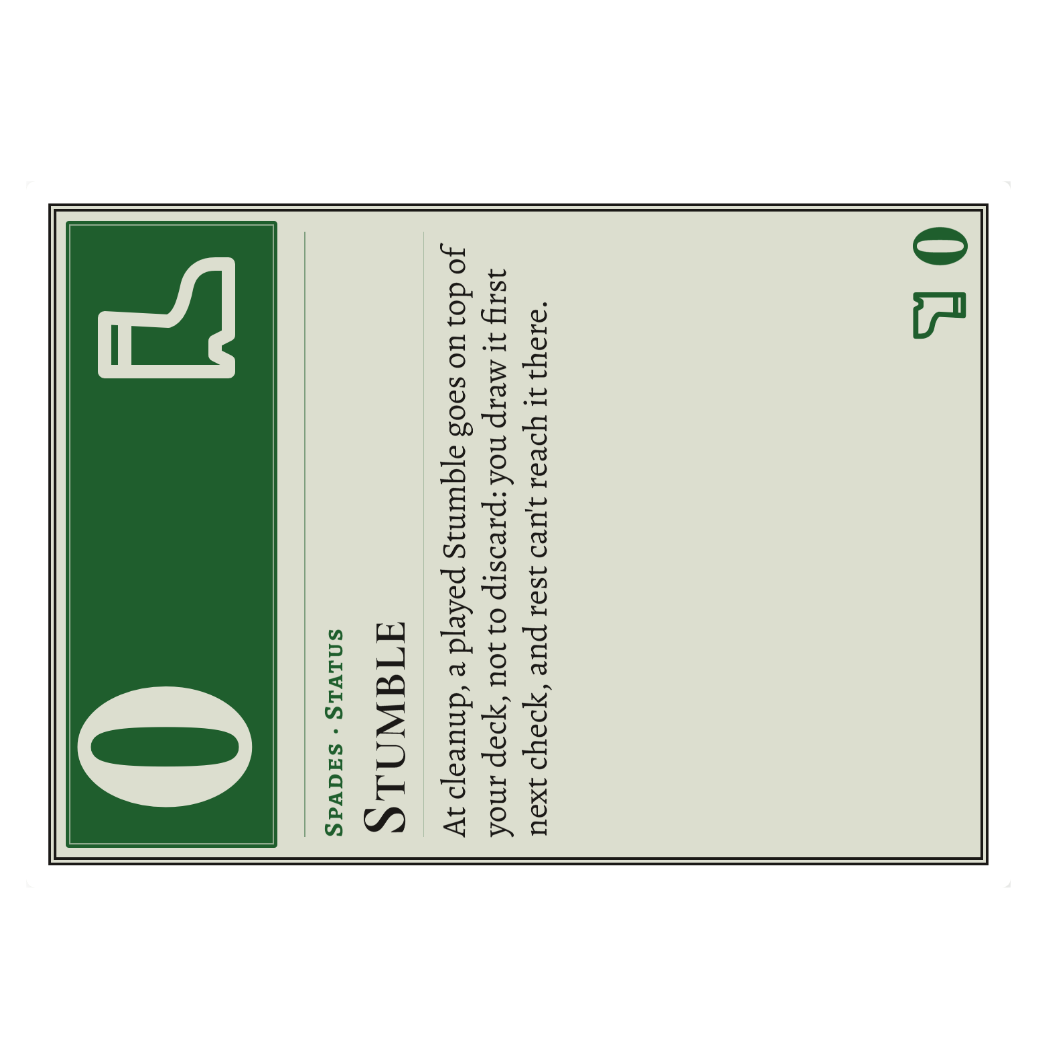 0
Spades · Status
Stumble
At cleanup, a played Stumble goes on top of
your deck, not to discard: you draw it first
next check, and rest can't reach it there.
0